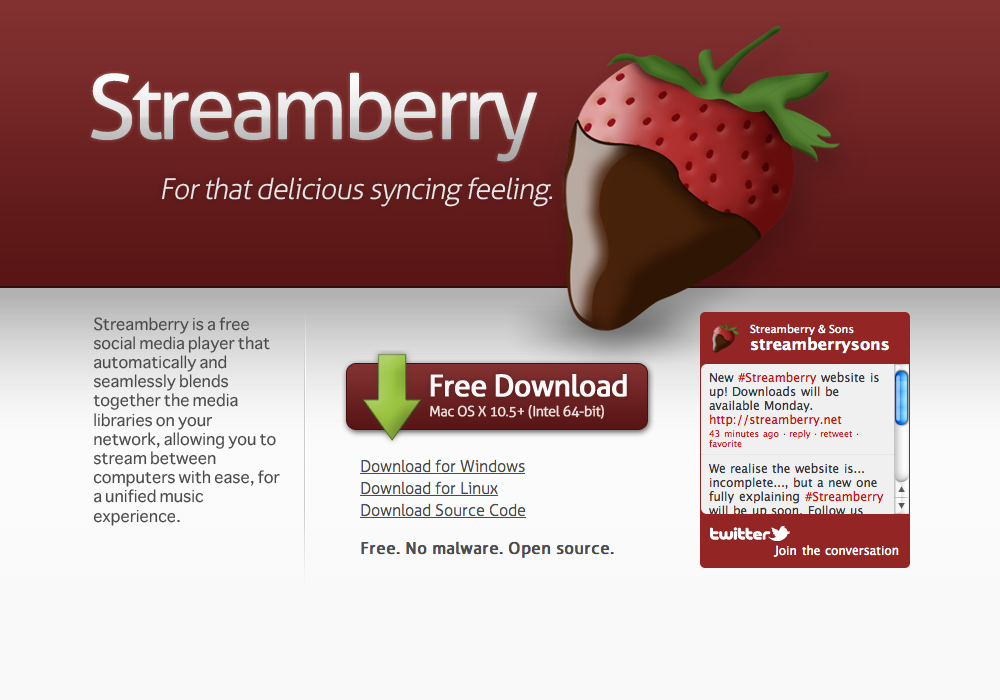 Streamberry
For that delicious syncing feeling.
Streamberry is a free
social media player that
automatically and
seamlessly blends
together the media
libraries on your
network, allowing you to
stream between
computers with ease, for
a unified music
experience.
Free Download
Mac OS X 10.5+ (Intel 64-bit)
Download for Windows
Download for Linux
Download Source Code
Free. No malware. Open source.
Streamberry & Sons
streamberrysons
New #Streamberry website is
up! Downloads will be
available Monday.
http://streamberry.net
43 minutes ago · reply · retweet ·
favorite
We realise the website is...
incomplete..., but a new one
fully explaining #Streamberry
will be up soon. Follow us
twitter
Join the conversation